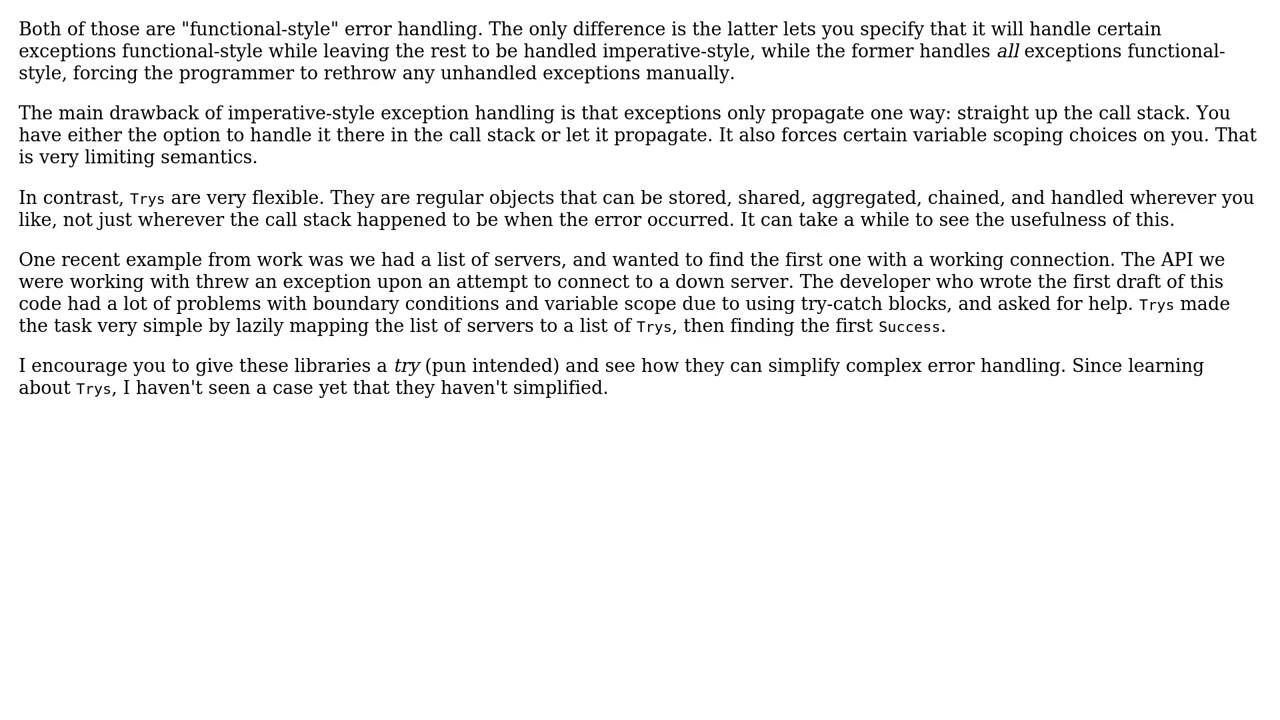 Both of those are "functional-style" error handling. The only difference is the latter lets you specify that it will handle certain
exceptions functional-style while leaving the rest to be handled imperative-style, while the former handles all exceptions functional-
style, forcing the programmer to rethrow any unhandled exceptions manually.
The main drawback of imperative-style exception handling is that exceptions only propagate one way: straight up the call stack. You
have either the option to handle it there in the call stack or let it propagate. It also forces certain variable scoping choices on you. That
is very limiting semantics.
In contrast, Trys are very flexible. They are regular objects that can be stored, shared, aggregated, chained, and handled wherever you
like, not just wherever the call stack happened to be when the error occurred. It can take a while to see the usefulness of this.
One recent example from work was we had a list of servers, and wanted to find the first one with a working connection. The API we
were working with threw an exception upon an attempt to connect to a down server. The developer who wrote the first draft of this
code had a lot of problems with boundary conditions and variable scope due to using try-catch blocks, and asked for help. Trys made
the task very simple by lazily mapping the list of servers to a list of Trys, then finding the first Success.
I encourage you to give these libraries a try (pun intended) and see how they can simplify complex error handling. Since learning
about Trys, I haven't seen a case yet that they haven't simplified.